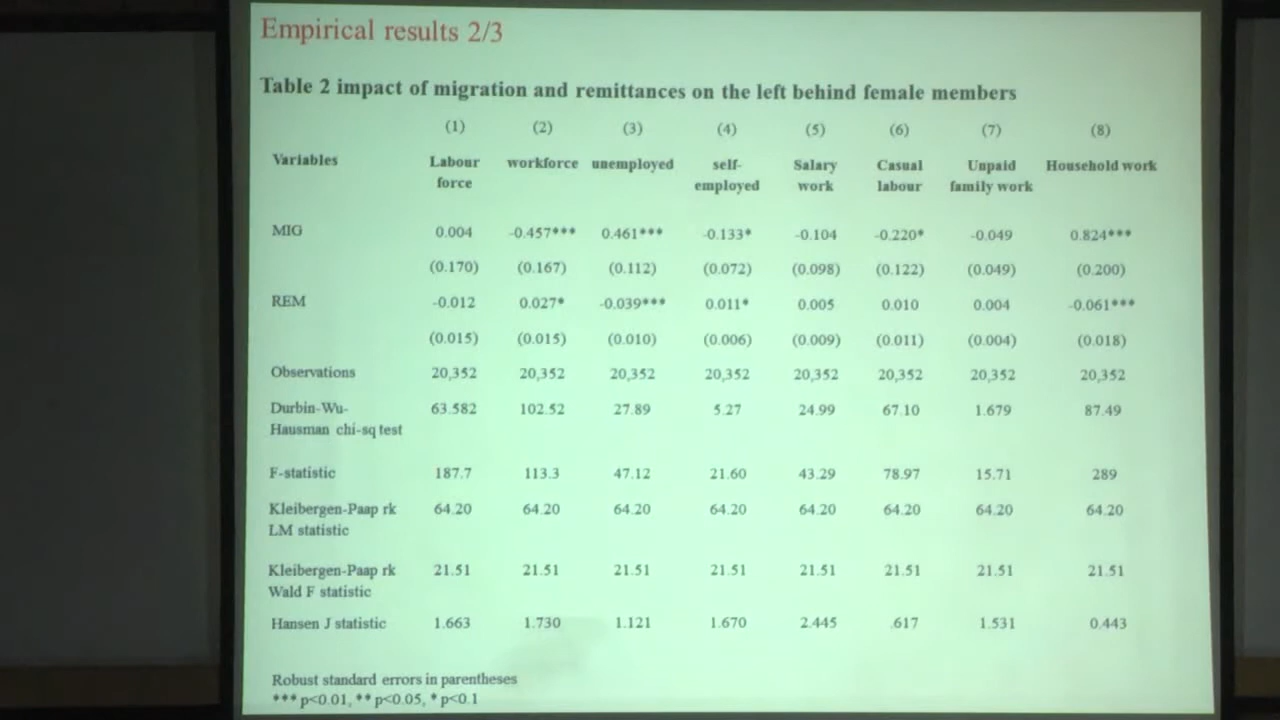 Empirical results 2/3
Table 2 impact of migration and remittances on the left behind female members
(1) (2) (3) (4) (5) (6) (7) (8)
Variables Labour force workforce unemployed self-employed Salary work Casual labour Unpaid family work Household work
MIG 0.004 -0.457*** 0.461*** -0.133* -0.104 -0.220* -0.049 0.824***
(0.170) (0.167) (0.112) (0.072) (0.098) (0.122) (0.049) (0.200)
REM -0.012 0.027* -0.039*** 0.011* 0.005 0.010 0.004 -0.061***
(0.015) (0.015) (0.010) (0.006) (0.009) (0.011) (0.004) (0.018)
Observations 20,352 20,352 20,352 20,352 20,352 20,352 20,352 20,352
Durbin-Wu-Hausman chi-sq test 63.582 102.52 27.89 5.27 24.99 67.10 1.679 87.49
F-statistic 187.7 113.3 47.12 21.60 43.29 78.97 15.71 289
Kleibergen-Paap rk LM statistic 64.20 64.20 64.20 64.20 64.20 64.20 64.20 64.20
Kleibergen-Paap rk Wald F statistic 21.51 21.51 21.51 21.51 21.51 21.51 21.51 21.51
Hansen J statistic 1.663 1.730 1.121 1.670 2.445 .617 1.531 0.443
Robust standard errors in parentheses
*** p<0.01, ** p<0.05, * p<0.1